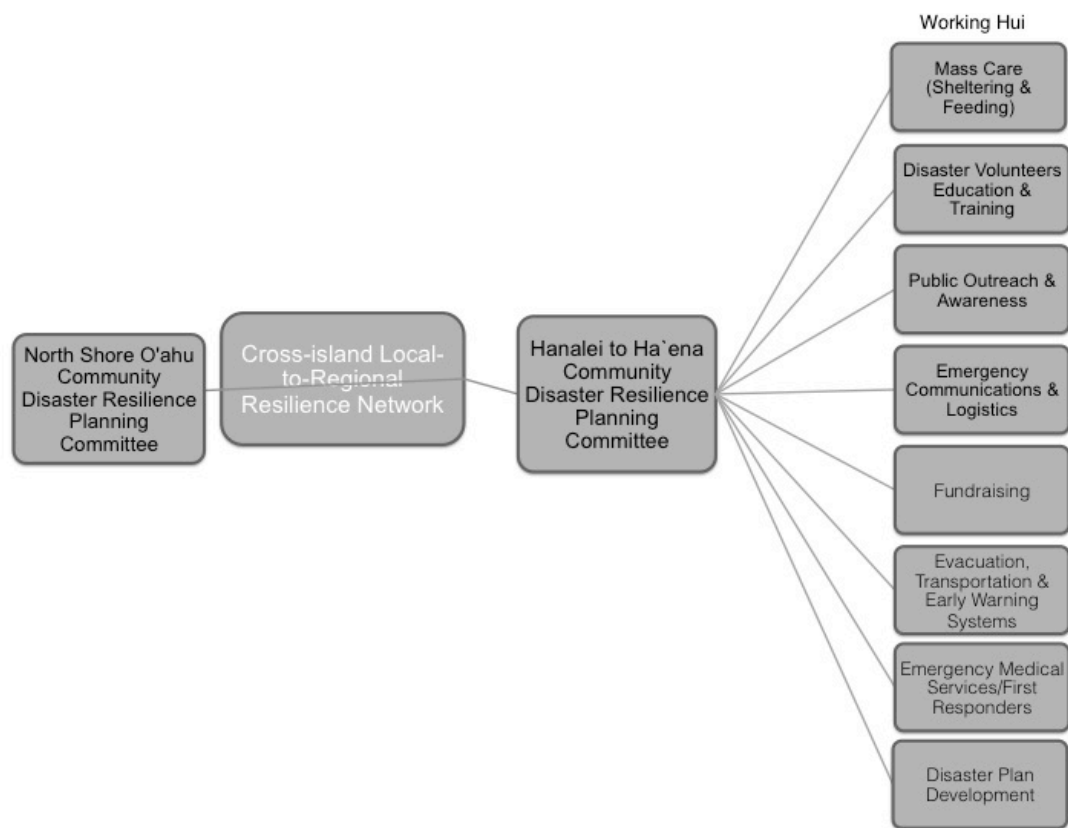 Working Hui
Mass Care
(Sheltering &
Feeding)
Disaster Volunteers
Education &
Training
Public Outreach &
Awareness
North Shore O'ahu
Community
Disaster Resilience
Planning
Committee
Cross-island Local-
to-Regional
Resilience Network
Hanalei to Ha`ena
Community
Disaster Resilience
Planning
Committee
Emergency
Communications &
Logistics
Fundraising
Evacuation,
Transportation &
Early Warning
Systems
Emergency Medical
Services/First
Responders
Disaster Plan
Development